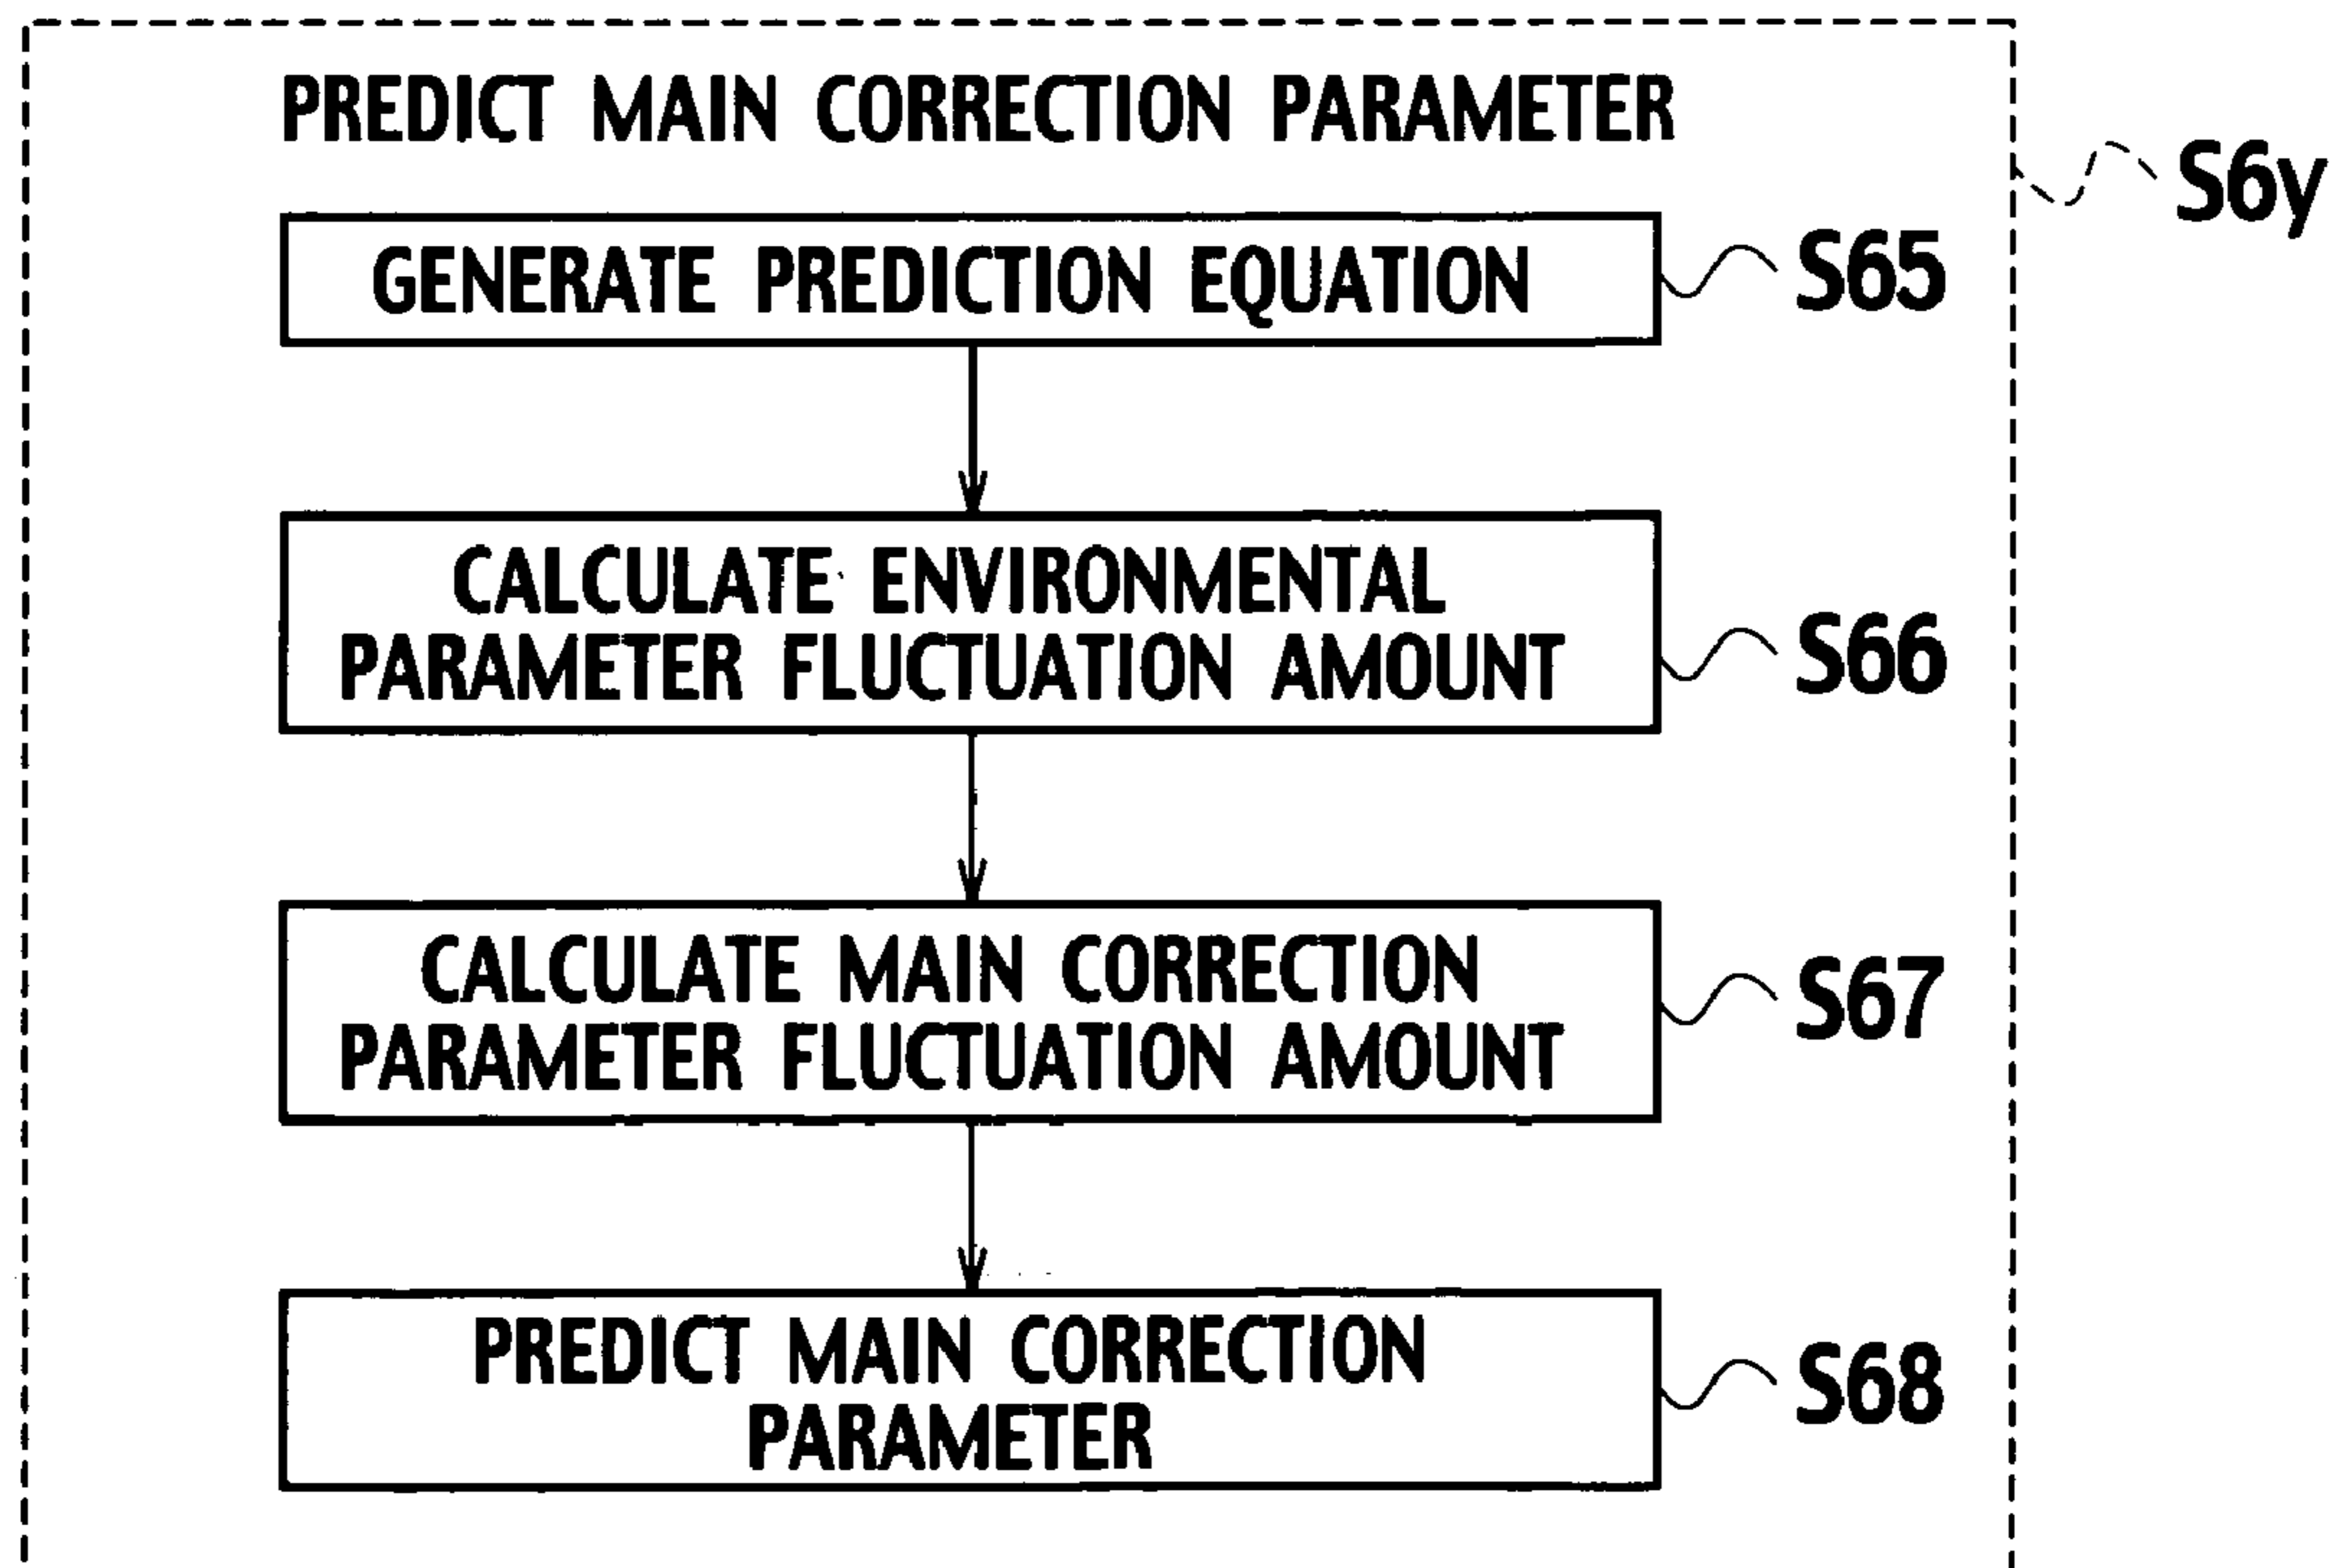 PREDICT MAIN CORRECTION PARAMETER
S6y
GENERATE PREDICTION EQUATION
S65
CALCULATE ENVIRONMENTAL
PARAMETER FLUCTUATION AMOUNT
S66
CALCULATE MAIN CORRECTION
PARAMETER FLUCTUATION AMOUNT
S67
PREDICT MAIN CORRECTION
PARAMETER
S68